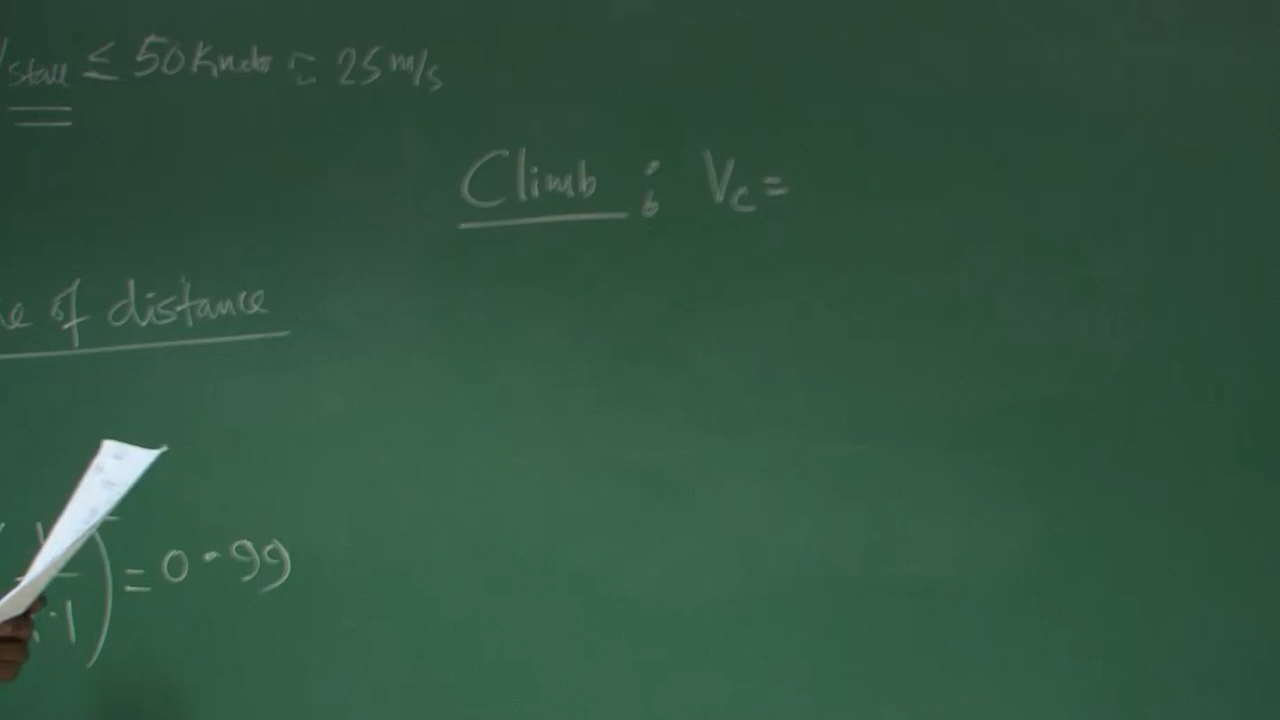 stall ≤ 50 Knots ≈ 25 m/s
Climb : Vc =
of distance
) = 0.99